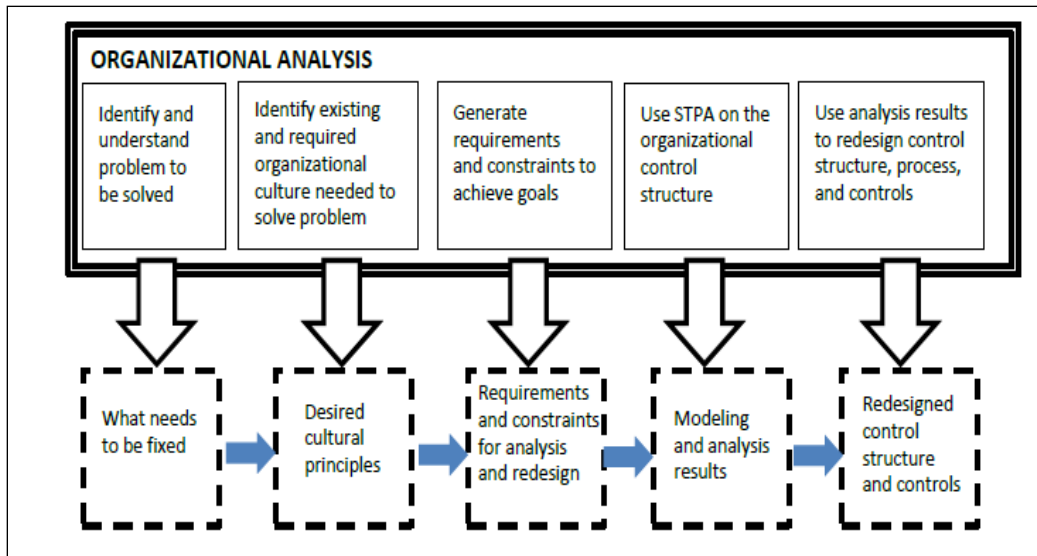 ORGANIZATIONAL ANALYSIS
Identify and
understand
problem to
be solved
Identify existing
and required
organizational
culture needed to
solve problem
Generate
requirements
and constraints to
achieve goals
Use STPA on the
organizational
control
structure
Use analysis results
to redesign control
structure, process,
and controls
What needs
to be fixed
Desired
cultural
principles
Requirements
and constraints
for analysis
and redesign
Modeling
and analysis
results
Redesigned
control
structure
and controls